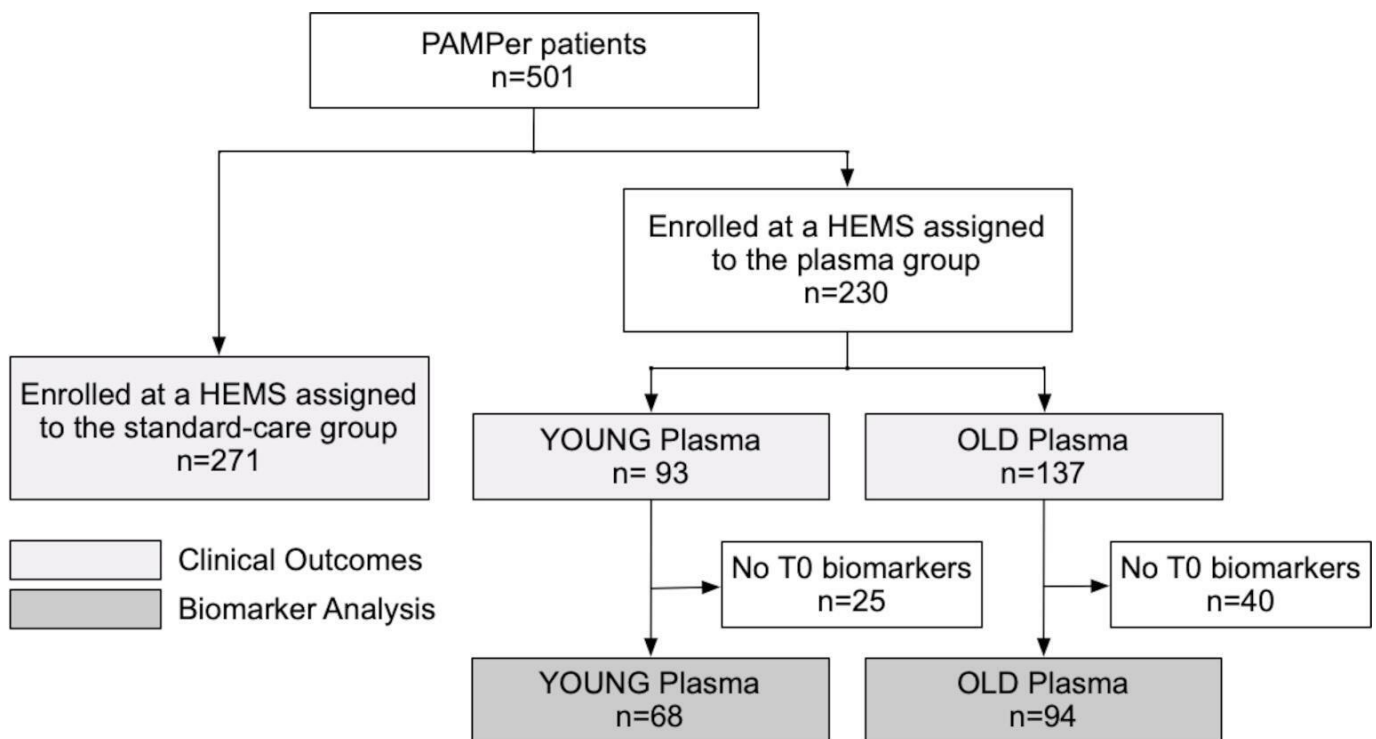 PAMPer patients
n=501
Enrolled at a HEMS assigned
to the plasma group
n=230
Enrolled at a HEMS assigned
to the standard-care group
n=271
YOUNG Plasma
n= 93
OLD Plasma
n=137
Clinical Outcomes
Biomarker Analysis
No T0 biomarkers
n=25
No T0 biomarkers
n=40
YOUNG Plasma
n=68
OLD Plasma
n=94